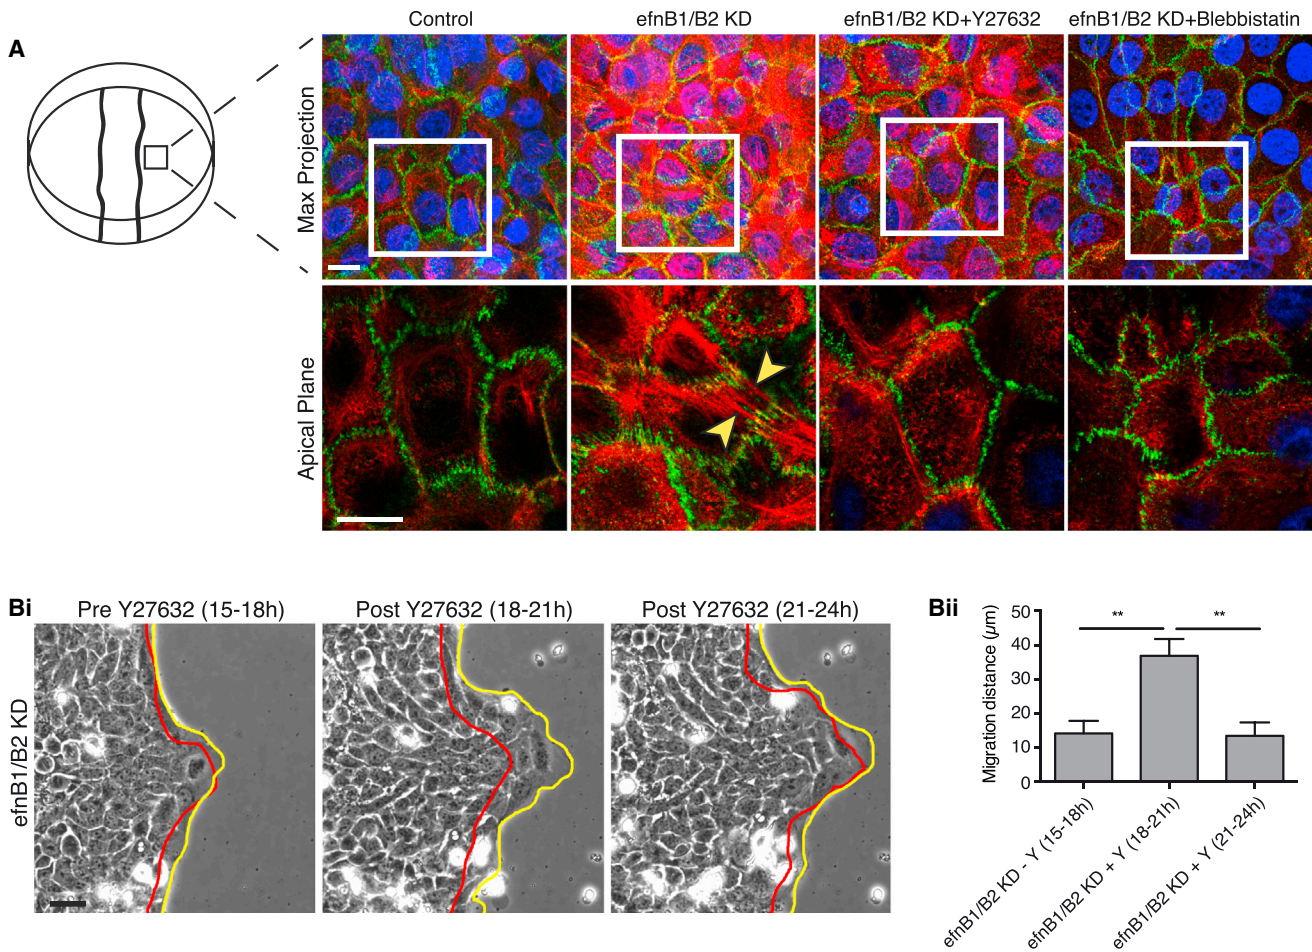 A
Control
efnB1/B2 KD
efnB1/B2 KD+Y27632
efnB1/B2 KD+Blebbistatin
Max Projection
Apical Plane
Bi
Pre Y27632 (15-18h)
Post Y27632 (18-21h)
Post Y27632 (21-24h)
efnB1/B2 KD
Bii
Migration distance (µm)
50
40
30
20
10
0
**
**
efnB1/B2 KD - Y (15-18h)
efnB1/B2 KD + Y (18-21h)
efnB1/B2 KD + Y (21-24h)